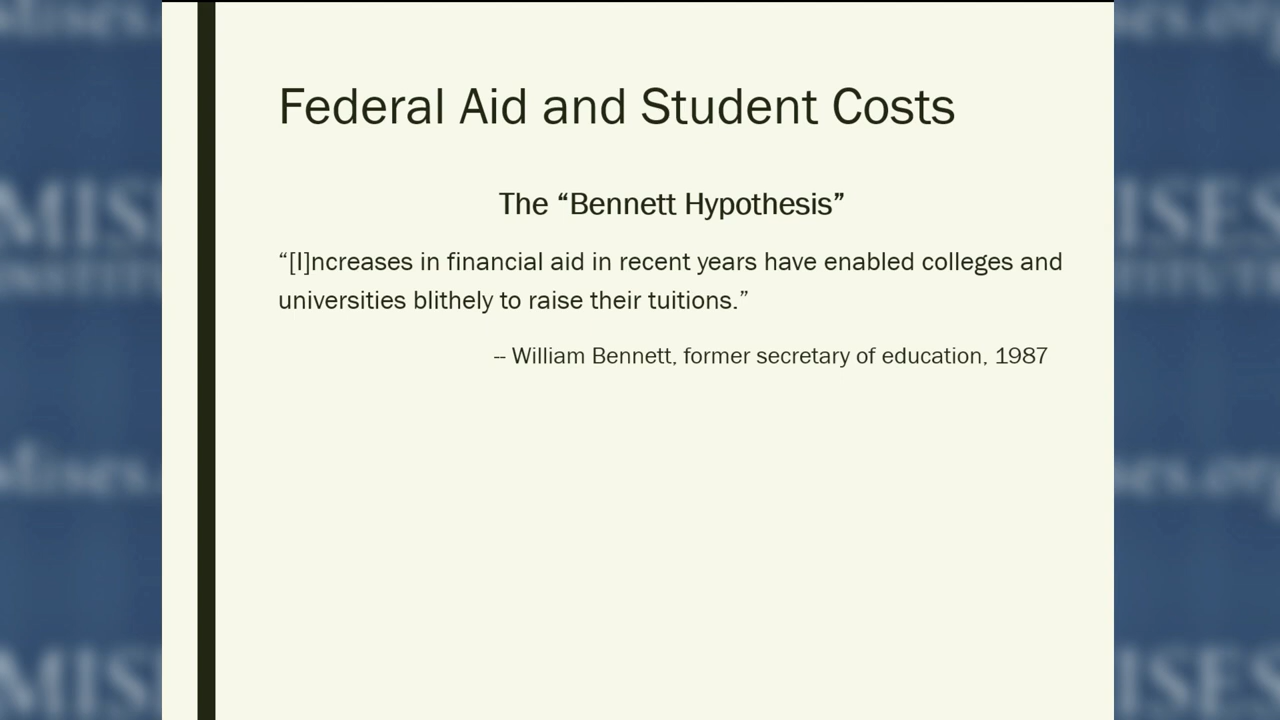 Federal Aid and Student Costs
The “Bennett Hypothesis”
“[I]ncreases in financial aid in recent years have enabled colleges and
universities blithely to raise their tuitions.”
-- William Bennett, former secretary of education, 1987